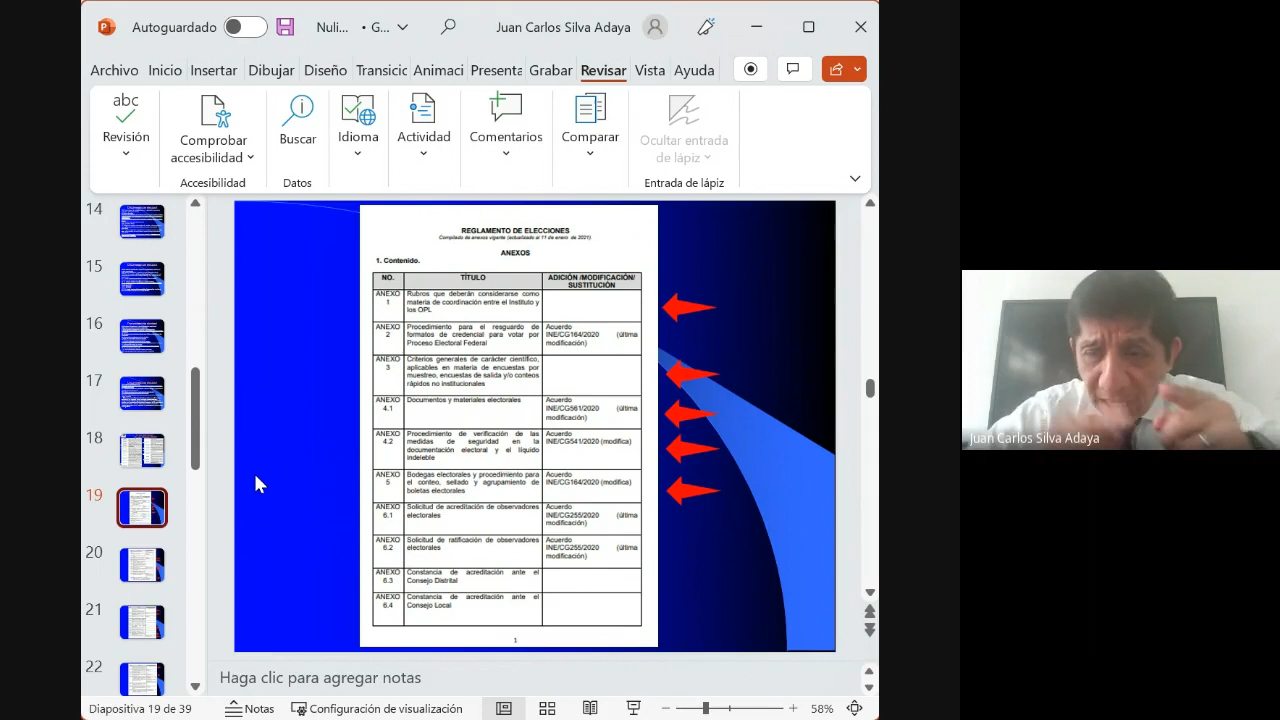 Autoguardado
Nuli... • G...
Juan Carlos Silva Adaya
Archivo Inicio Insertar Dibujar Diseño Transicic Animaci Presenta Grabar Revisar Vista Ayuda
abc
Revisión
Comprobar
accesibilidad
Buscar
Idioma
Actividad
Comentarios
Comparar
Ocultar entrada
de lápiz
Accesibilidad
Datos
Entrada de lápiz
14
15
16
17
18
19
20
21
22
REGLAMENTO DE ELECCIONES
Compilado de anexos vigente (actualizado al 11 de enero de 2021)
ANEXOS
1. Contenido.
NO. TÍTULO ADICIÓN /MODIFICACIÓN/
SUSTITUCIÓN
ANEXO
1
Rubros que deberán considerarse como
materia de coordinación entre el Instituto y
los OPL
ANEXO
2
Procedimiento para el resguardo de
formatos de credencial para votar por
Proceso Electoral Federal
Acuerdo
INE/CG164/2020 (última
modificación)
ANEXO
3
Criterios generales de carácter científico,
aplicables en materia de encuestas por
muestreo, encuestas de salida y/o conteos
rápidos no institucionales
ANEXO
4.1
Documentos y materiales electorales
Acuerdo
INE/CG561/2020 (última
modificación)
ANEXO
4.2
Procedimiento de verificación de las
medidas de seguridad en la
documentación electoral y el líquido
indeleble
Acuerdo
INE/CG541/2020 (modifica)
ANEXO
5
Bodegas electorales y procedimiento para
el conteo, sellado y agrupamiento de
boletas electorales
Acuerdo
INE/CG164/2020 (modifica)
ANEXO
6.1
Solicitud de acreditación de observadores
electorales
Acuerdo
INE/CG255/2020 (última
modificación)
ANEXO
6.2
Solicitud de ratificación de observadores
electorales
Acuerdo
INE/CG255/2020 (última
modificación)
ANEXO
6.3
Constancia de acreditación ante el
Consejo Distrital
ANEXO
6.4
Constancia de acreditación ante el
Consejo Local
1
Haga clic para agregar notas
Diapositiva 19 de 39
Notas
Configuración de visualización
58%
Juan Carlos Silva Adaya